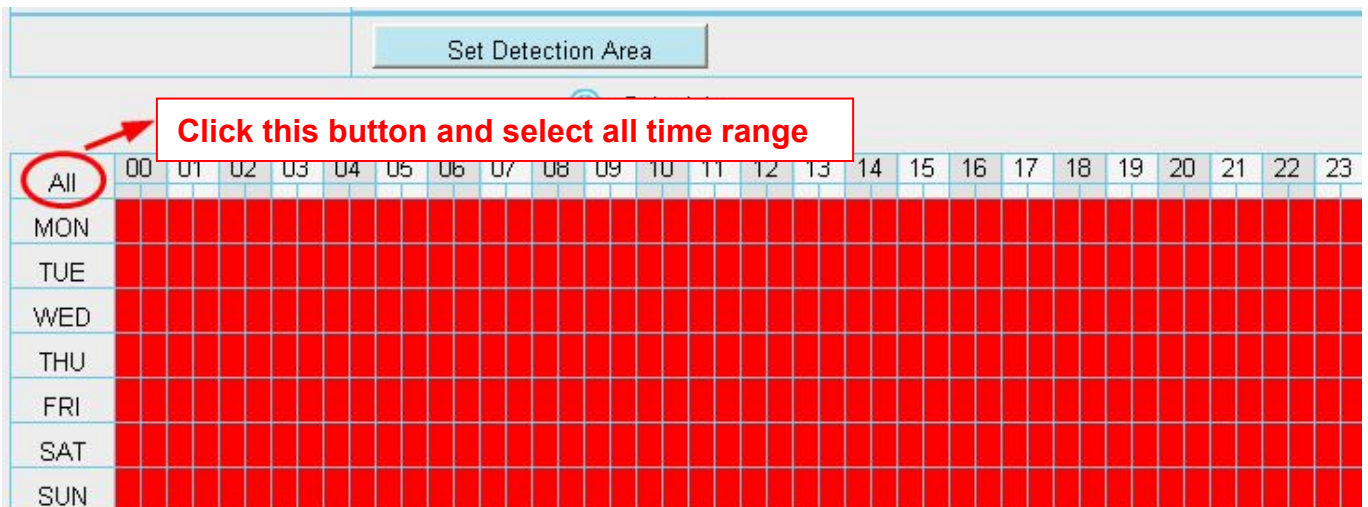 Set Detection Area
Click this button and select all time range
All 00 01 02 03 04 05 06 07 08 09 10 11 12 13 14 15 16 17 18 19 20 21 22 23
MON
TUE
WED
THU
FRI
SAT
SUN